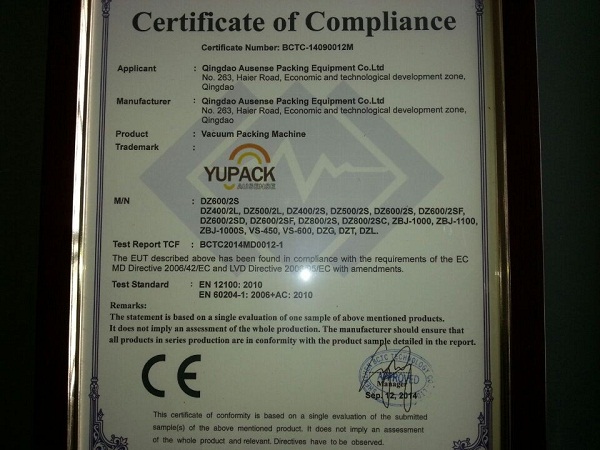 Certificate of Compliance
Certificate Number: BCTC-14090012M
Applicant : Qingdao Ausense Packing Equipment Co.Ltd
No. 263, Haier Road, Economic and technological development zone,
Qingdao
Manufacturer : Qingdao Ausense Packing Equipment Co.Ltd
No. 263, Haier Road, Economic and technological development zone,
Qingdao
Product : Vacuum Packing Machine
Trademark :
YUPACK
AUSENSE
M/N : DZ600/2S
DZ400/2L, DZ500/2L, DZ400/2S, DZ500/2S, DZ600/2S, DZ600/2SF,
DZ600/2SD, DZ600/2SF, DZ800/2S, DZ800/2SC, ZBJ-1000, ZBJ-1100,
ZBJ-1000S, VS-450, VS-600, DZG, DZT, DZL.
Test Report TCF : BCTC2014MD0012-1
The EUT described above has been found in compliance with the requirements of the EC
MD Directive 2006/42/EC and LVD Directive /EC with amendments.
Test Standard : EN 12100: 2010
EN 60204-1: 2006+AC: 2010
Remarks:
The statement is based on a single evaluation of one sample of above mentioned products.
It does not imply an assessment of the whole production. The manufacturer should ensure that
all products in series production are in conformity with the product sample detailed in the report.
CE
APPROVED
Manager
Sep. 12, 2014
This certificate of conformity is based on a single evaluation of the submitted
sample(s) of the above mentioned product. It does not imply an assessment
of the whole product and relevant. Directives have to be observed.